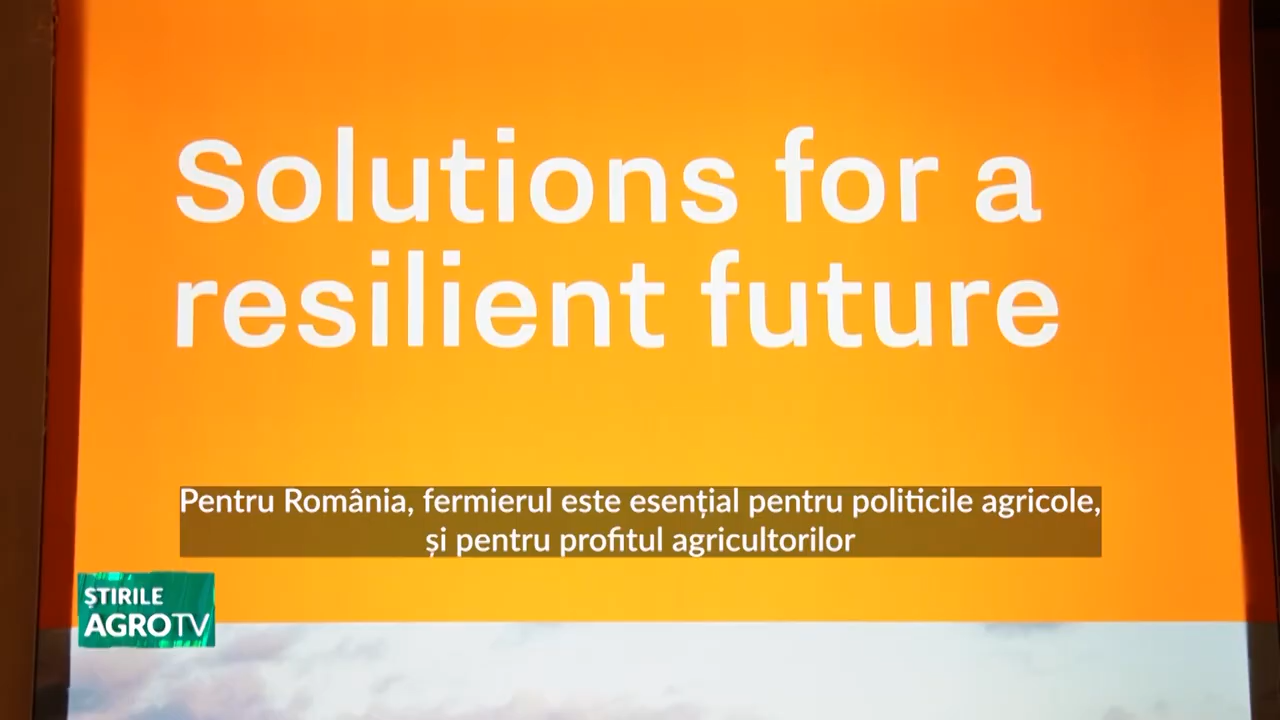 Solutions for a
resilient future
Pentru România, fermierul este esențial pentru politicile agricole,
și pentru profitul agricultorilor
ȘTIRILE
AGROTV